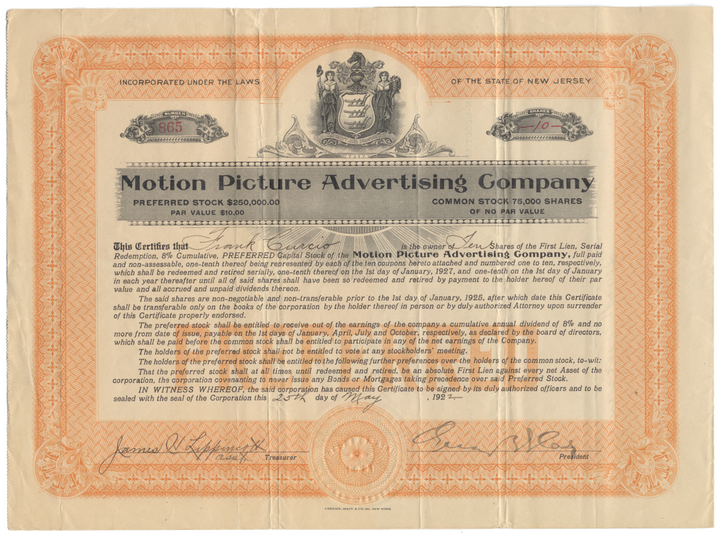 INCORPORATED UNDER THE LAWS OF THE STATE OF NEW JERSEY
NUMBER SHARES
865 —10—
Motion Picture Advertising Company
PREFERRED STOCK $250,000.00 COMMON STOCK 75,000 SHARES
PAR VALUE $10.00 OF NO PAR VALUE
This Certifies that Frank Curcio is the owner Ten Shares of the First Lien, Serial
Redemption, 8% Cumulative, PREFERRED Capital Stock of the Motion Picture Advertising Company, full paid
and non-assessable, one-tenth thereof being represented by each of the ten coupons hereto attached and numbered one to ten, respectively,
which shall be redeemed and retired serially, one-tenth thereof on the 1st day of January, 1927, and one-tenth on the 1st day of January
in each year thereafter until all of said shares shall have been so redeemed and retired by payment to the holder hereof of their par
value and all accrued and unpaid dividends thereon.
The said shares are non-negotiable and non-transferable prior to the 1st day of January, 1925, after which date this Certificate
shall be transferable only on the books of the corporation by the holder thereof in person or by duly authorized Attorney upon surrender
of this Certificate properly endorsed.
The preferred stock shall be entitled to receive out of the earnings of the company a cumulative annual dividend of 8% and no
more from date of issue, payable on the 1st days of January, April, July and October, respectively, as declared by the board of directors,
which shall be paid before the common stock shall be entitled to participate in any of the net earnings of the Company.
The holders of the preferred stock shall not be entitled to vote at any stockholders' meeting.
The holders of the preferred stock shall be entitled to the following further preferences over the holders of the common stock, to-wit:
That the preferred stock shall at all times until redeemed and retired, be an absolute First Lien against every net Asset of the
corporation, the corporation covenanting to never issue any Bonds or Mortgages taking precedence over said Preferred Stock.
IN WITNESS WHEREOF, the said corporation has caused this Certificate to be signed by its duly authorized officers and to be
sealed with the seal of the Corporation this 25th day of May, 1922
James H Lippincott
Treasurer President